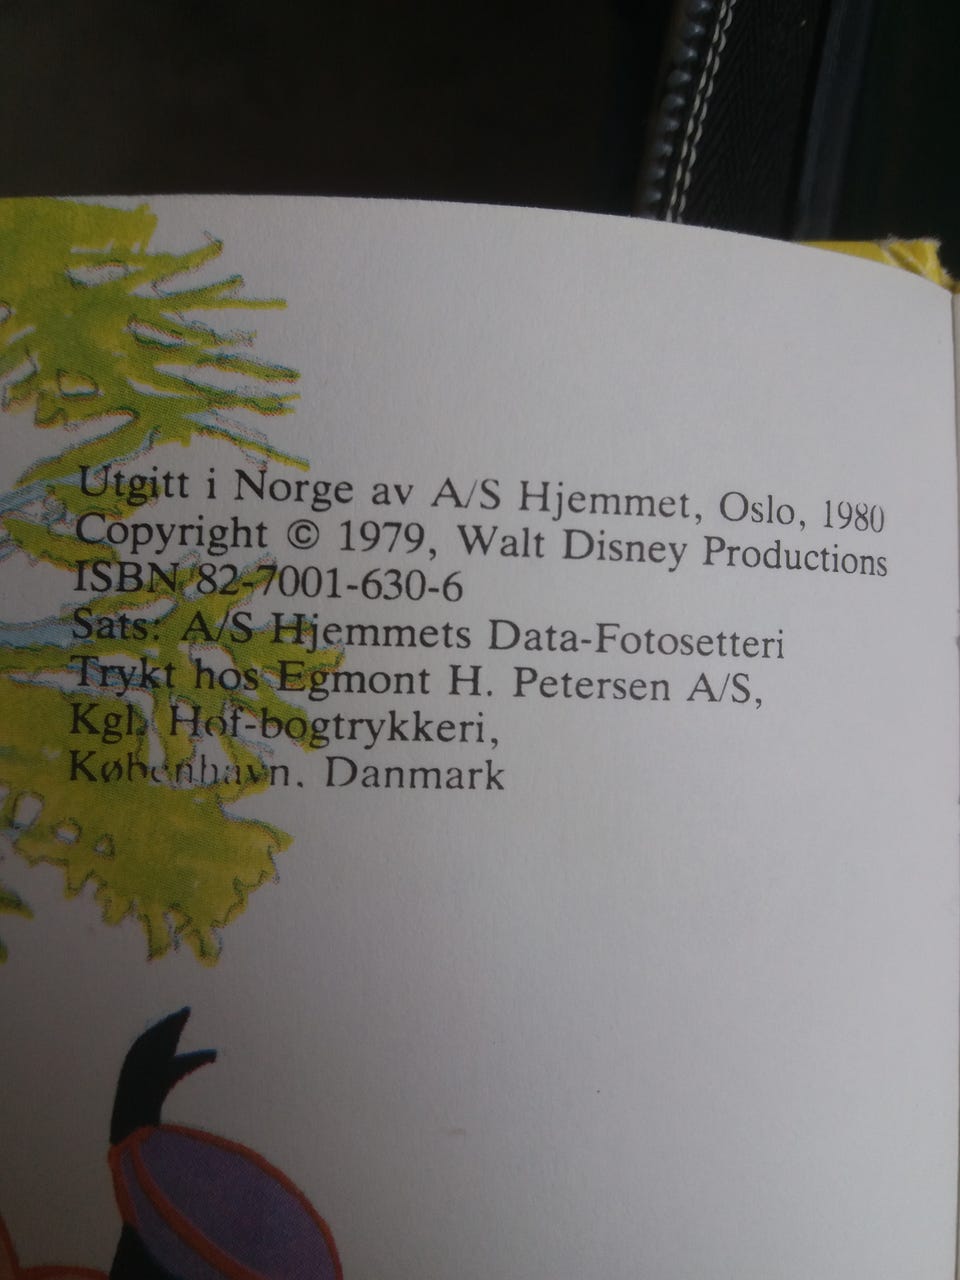 Utgitt i Norge av A/S Hjemmet, Oslo, 1980
Copyright © 1979, Walt Disney Productions
ISBN 82-7001-630-6
Sats: A/S Hjemmets Data-Fotosetteri
Trykt hos Egmont H. Petersen A/S,
Kgl. Hof-bogtrykkeri,
København. Danmark